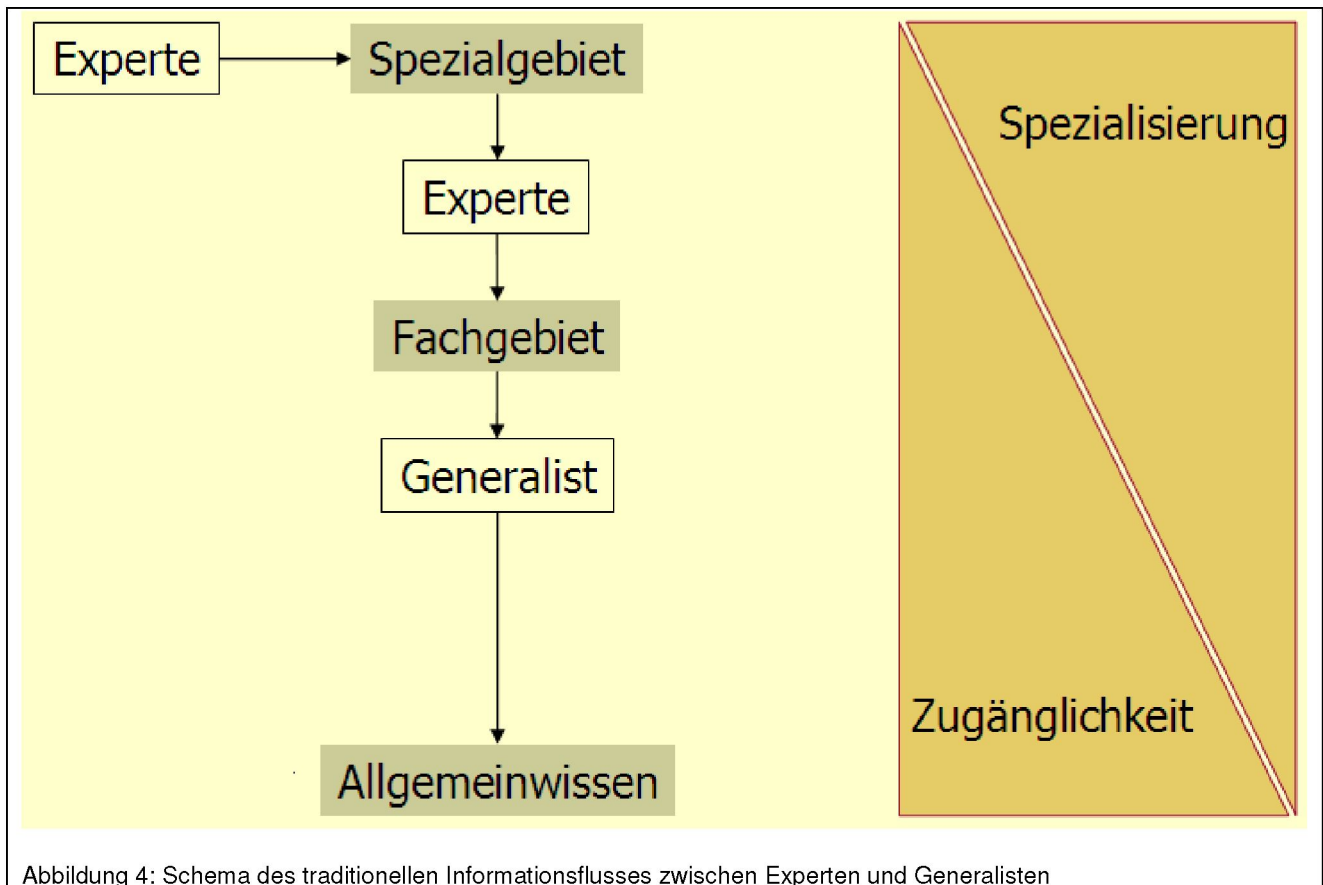 Experte
Spezialgebiet
Experte
Fachgebiet
Generalist
Allgemeinwissen
Spezialisierung
Zugänglichkeit
Abbildung 4: Schema des traditionellen Informationsflusses zwischen Experten und Generalisten